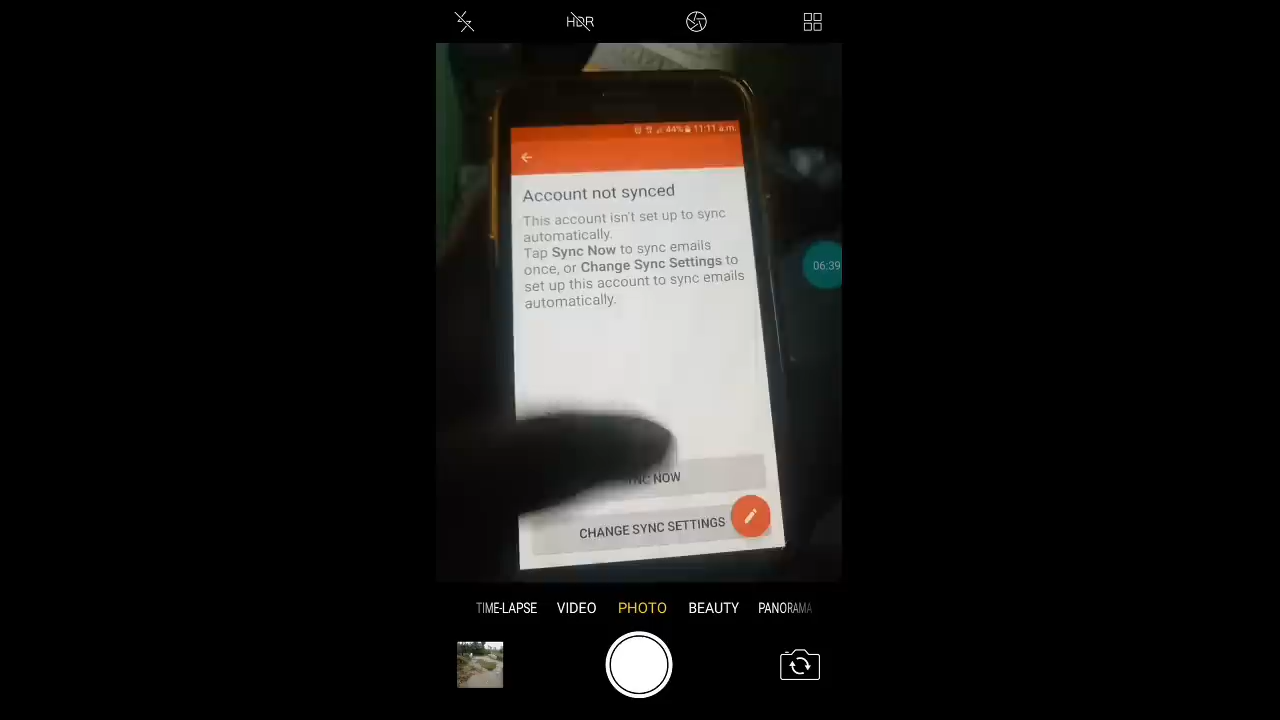 HDR
44% 11:11 a.m.
Account not synced
This account isn't set up to sync
automatically.
Tap Sync Now to sync emails
once, or Change Sync Settings to
set up this account to sync emails
automatically.
06:39
NC NOW
CHANGE SYNC SETTINGS
TIME-LAPSE VIDEO PHOTO BEAUTY PANORAMA